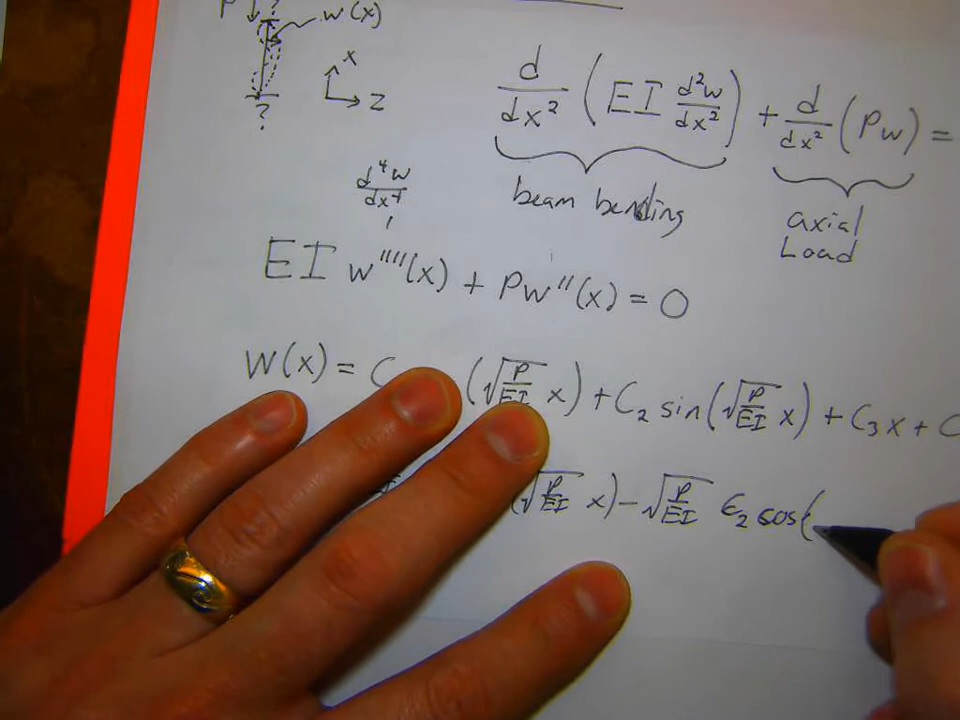 P ↓ ? w(x)
x
z
?
d/dx² (EI d²w/dx²) + d/dx² (Pw) =
beam bending
axial
Load
d⁴w/dx⁴
EI w''''(x) + Pw''(x) = 0
W(x) = C (√(P/EI) x) + C₂ sin(√(P/EI) x) + C₃x + C
(√(P/EI) x) - √(P/EI) C₂ cos(